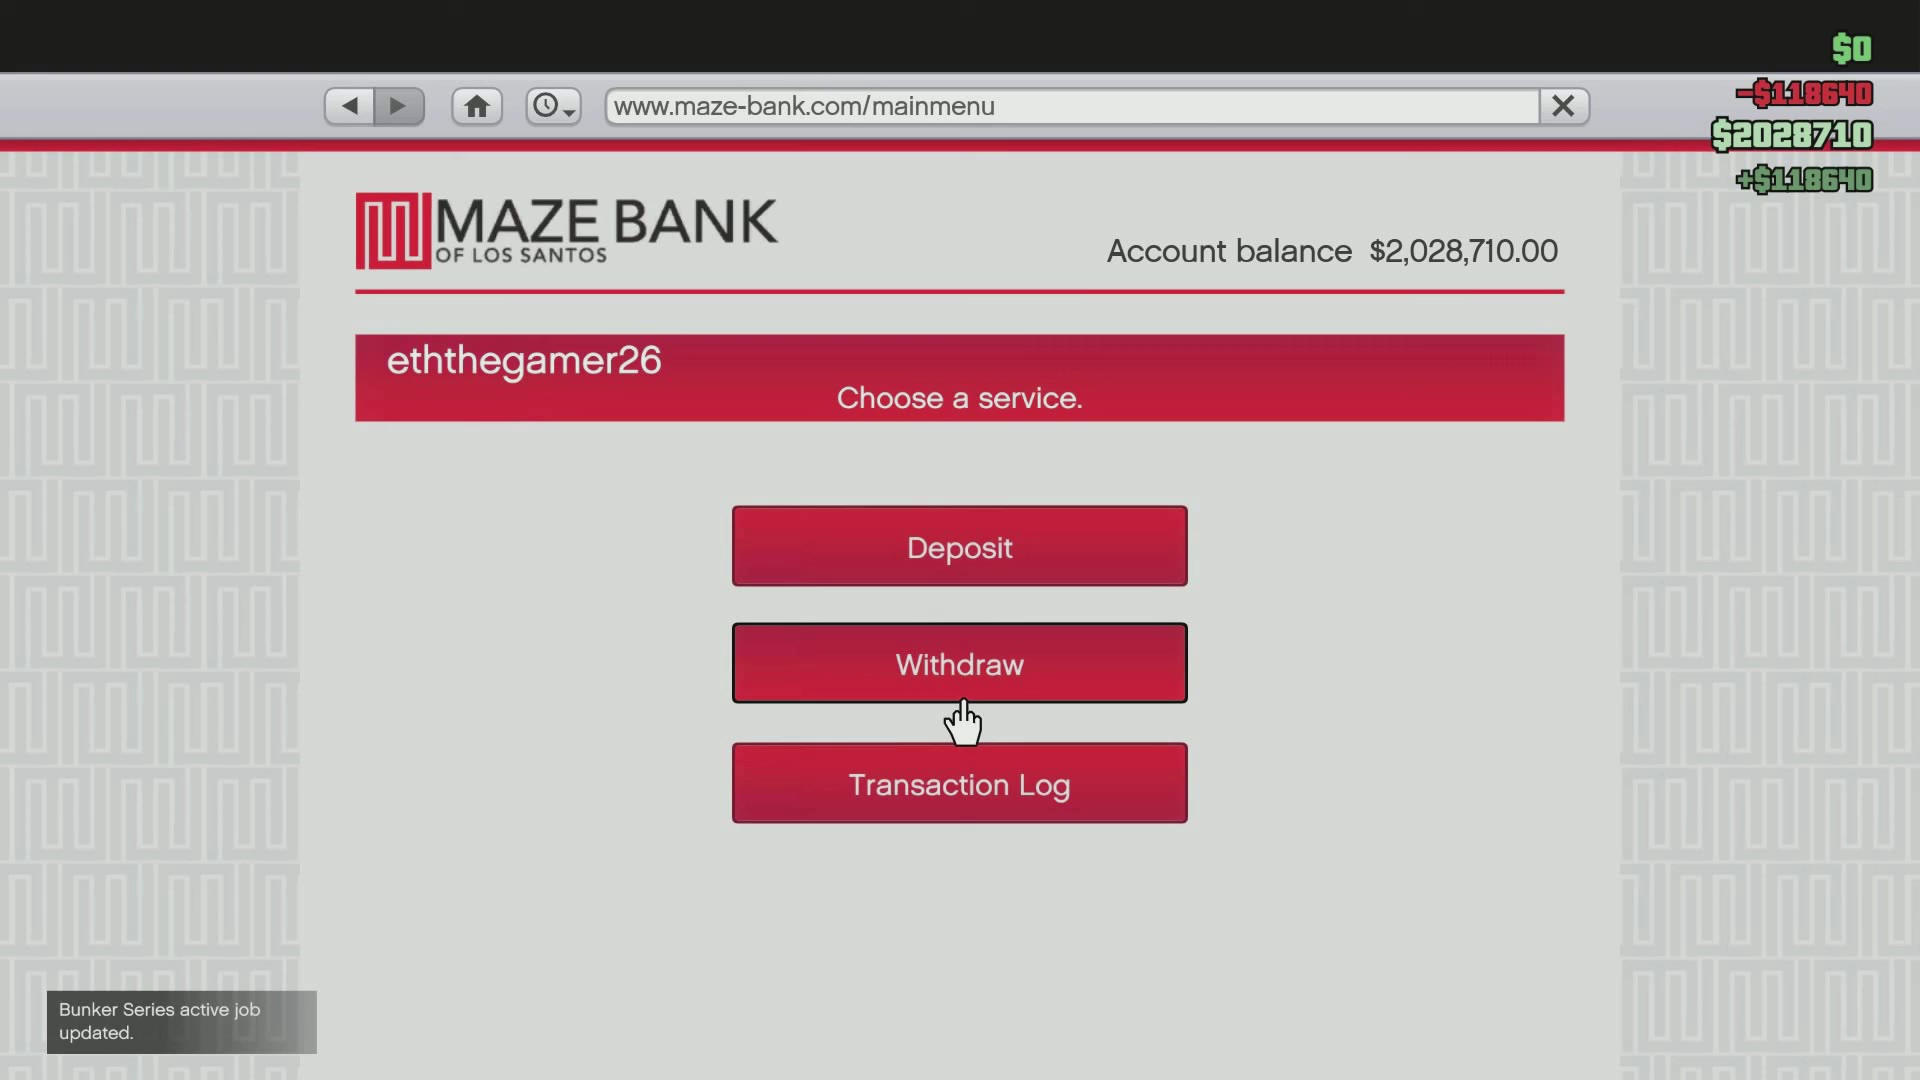 $0
-$118640
www.maze-bank.com/mainmenu
$2028710
+$118640
MAZE BANK
OF LOS SANTOS
Account balance $2,028,710.00
eththegamer26
Choose a service.
Deposit
Withdraw
Transaction Log
Bunker Series active job
updated.